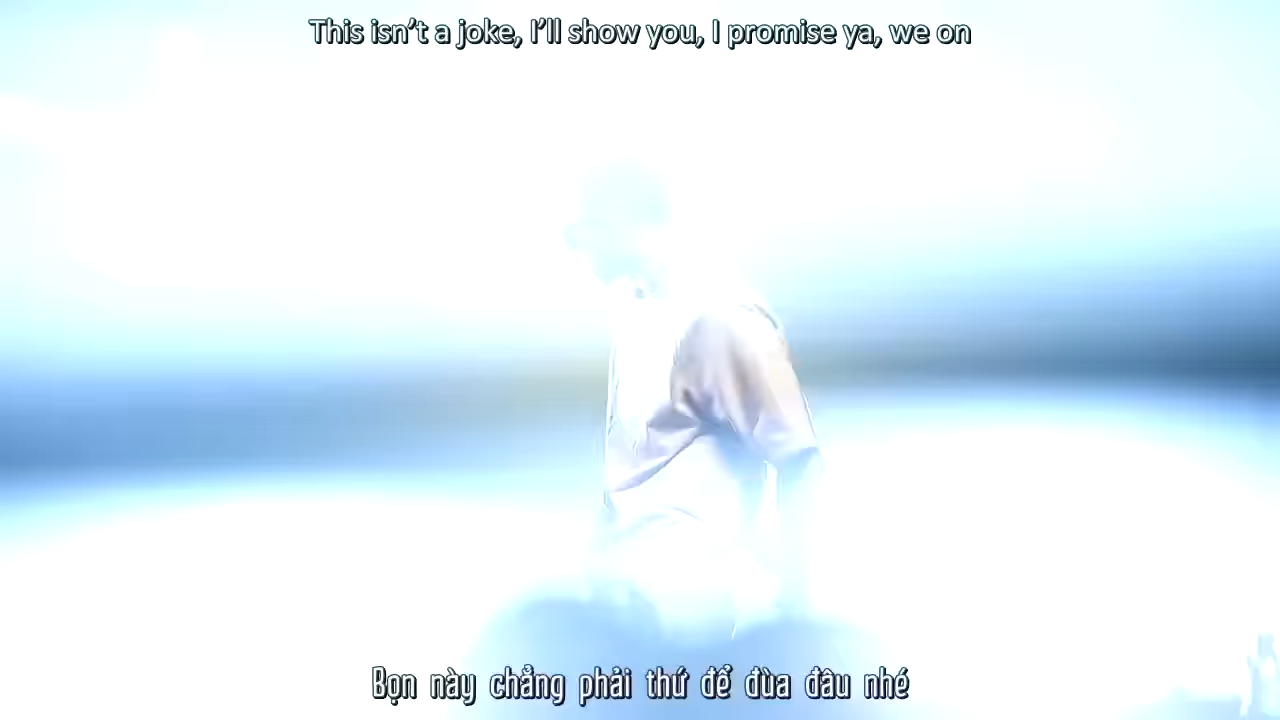 This isn't a joke, I'll show you, I promise ya, we on
Bọn này chẳng phải thứ để đùa đâu nhé